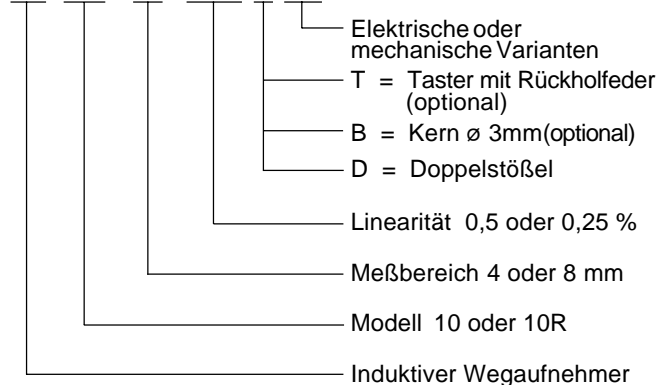 Elektrische oder
mechanische Varianten
T = Taster mit Rückholfeder
(optional)
B = Kern ø 3mm(optional)
D = Doppelstößel
Linearität 0,5 oder 0,25 %
Meßbereich 4 oder 8 mm
Modell 10 oder 10R
Induktiver Wegaufnehmer